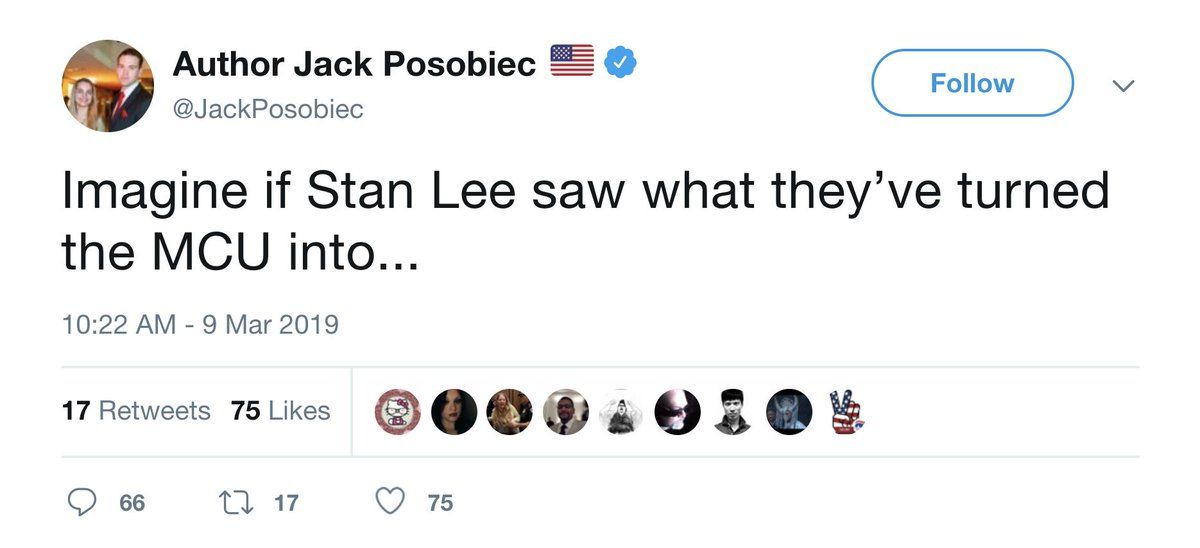 Author Jack Posobiec 🇺🇸
@JackPosobiec
Follow
Imagine if Stan Lee saw what they’ve turned
the MCU into...
10:22 AM - 9 Mar 2019
17 Retweets 75 Likes
66 17 75